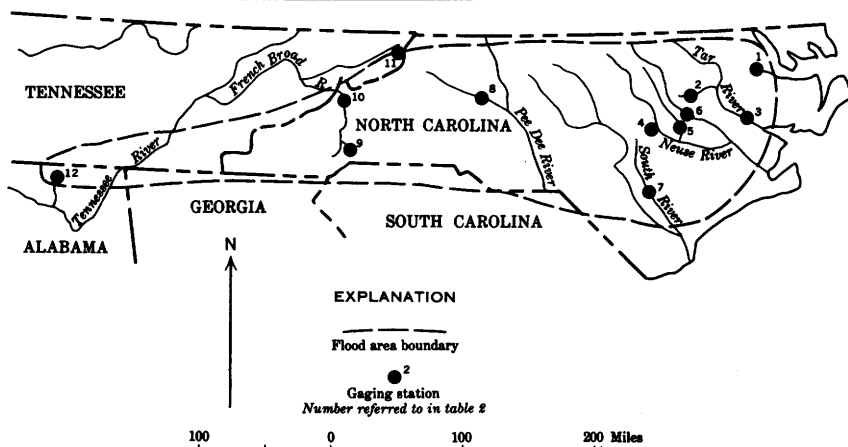 1
Tar
River
French Broad
R
11
TENNESSEE
2
8
10
6
3
NORTH CAROLINA
4
5
Pee Dee River
Neuse River
9
South
River
7
12
Tennessee
River
GEORGIA
SOUTH CAROLINA
ALABAMA
N
EXPLANATION
Flood area boundary
2
Gaging station
Number referred to in table 2
100 0 100 200 Miles